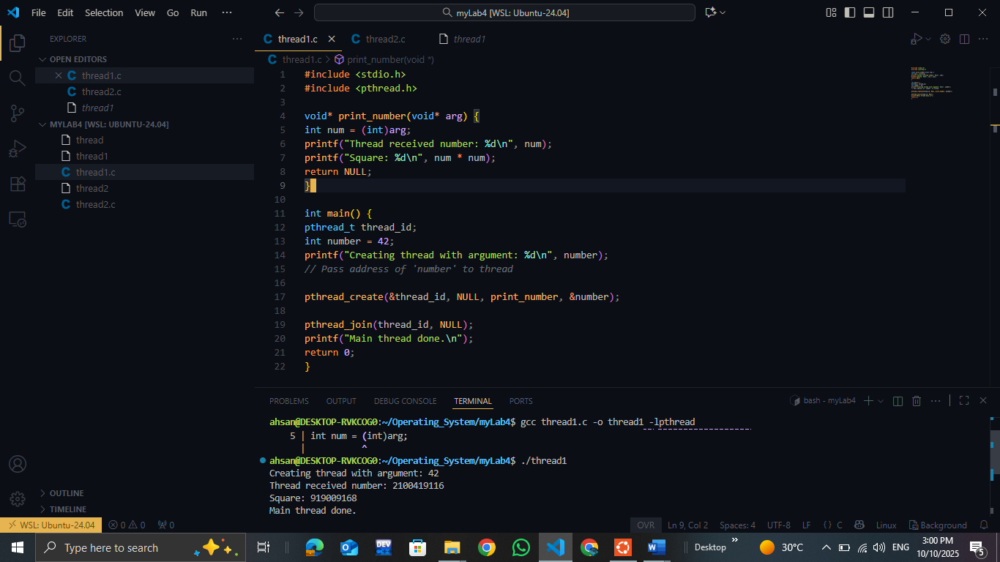 File Edit Selection View Go Run ···
myLab4 [WSL: Ubuntu-24.04]
EXPLORER
OPEN EDITORS
thread1.c
thread2.c
thread1
MYLAB4 [WSL: UBUNTU-24.04]
thread
thread1
thread1.c
thread2
thread2.c
OUTLINE
TIMELINE
thread1.c thread2.c thread1
thread1.c > print_number(void *)
1 #include <stdio.h>
2 #include <pthread.h>
3
4 void* print_number(void* arg) {
5 int num = (int)arg;
6 printf("Thread received number: %d\n", num);
7 printf("Square: %d\n", num * num);
8 return NULL;
9 }
10
11 int main() {
12 pthread_t thread_id;
13 int number = 42;
14 printf("Creating thread with argument: %d\n", number);
15 // Pass address of 'number' to thread
16
17 pthread_create(&thread_id, NULL, print_number, &number);
18
19 pthread_join(thread_id, NULL);
20 printf("Main thread done.\n");
21 return 0;
22 }
PROBLEMS OUTPUT DEBUG CONSOLE TERMINAL PORTS
bash - myLab4
ahsan@DESKTOP-RVKCOG0:~/Operating_System/myLab4$ gcc thread1.c -o thread1 -lpthread
5 | int num = (int)arg;
| ^
ahsan@DESKTOP-RVKCOG0:~/Operating_System/myLab4$ ./thread1
Creating thread with argument: 42
Thread received number: 2100419116
Square: 919009168
Main thread done.
WSL: Ubuntu-24.04 0 0 0 OVR Ln 9, Col 2 Spaces: 4 UTF-8 LF {} C Linux Background
Type here to search
DEV
Desktop
30°C
ENG
3:00 PM
10/10/2025
5